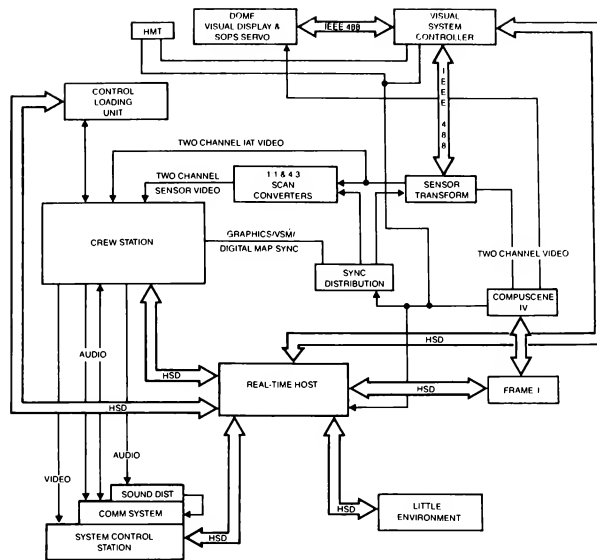 DOME
VISUAL DISPLAY &
SOPS SERVO
IEEE 488
VISUAL
SYSTEM
CONTROLLER
HMT
CONTROL
LOADING
UNIT
IEEE 488
TWO CHANNEL IAT VIDEO
TWO CHANNEL
SENSOR VIDEO
1 1 & 4 3
SCAN
CONVERTERS
SENSOR
TRANSFORM
CREW STATION
GRAPHICS/VSM/
DIGITAL MAP SYNC
SYNC
DISTRIBUTION
TWO CHANNEL VIDEO
COMPUSCENE
IV
HSD
AUDIO
HSD
REAL-TIME HOST
HSD
FRAME I
HSD
AUDIO
VIDEO
SOUND DIST
COMM SYSTEM
SYSTEM CONTROL
STATION
HSD
HSD
LITTLE
ENVIRONMENT